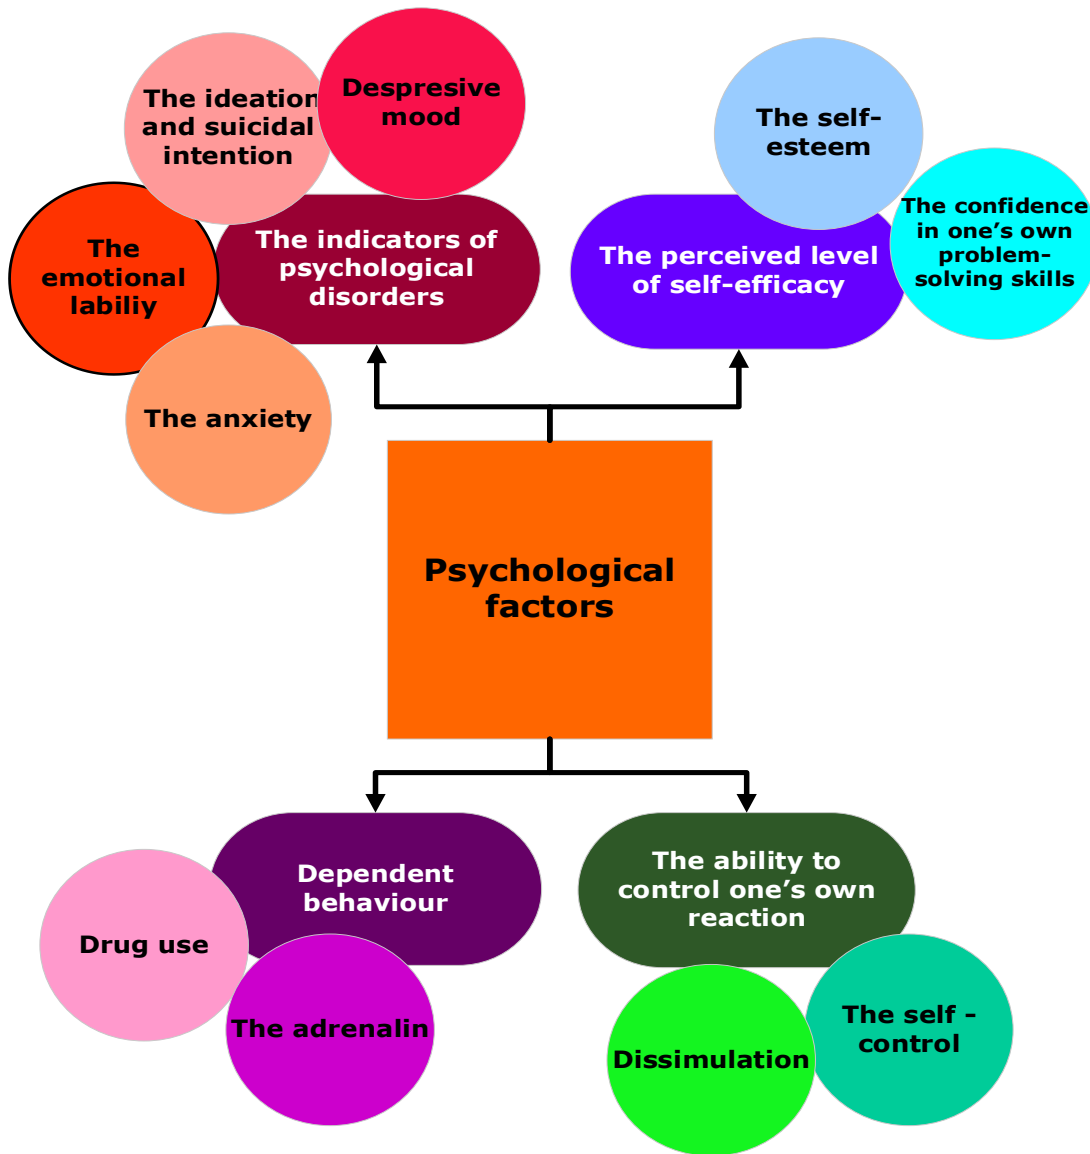 The ideation
and suicidal
intention
Despresive
mood
The
emotional
labiliy
The indicators of
psychological
disorders
The anxiety
The self-
esteem
The perceived level
of self-efficacy
The confidence
in one’s own
problem-
solving skills
Psychological
factors
Dependent
behaviour
Drug use
The adrenalin
The ability to
control one’s own
reaction
Dissimulation
The self -
control